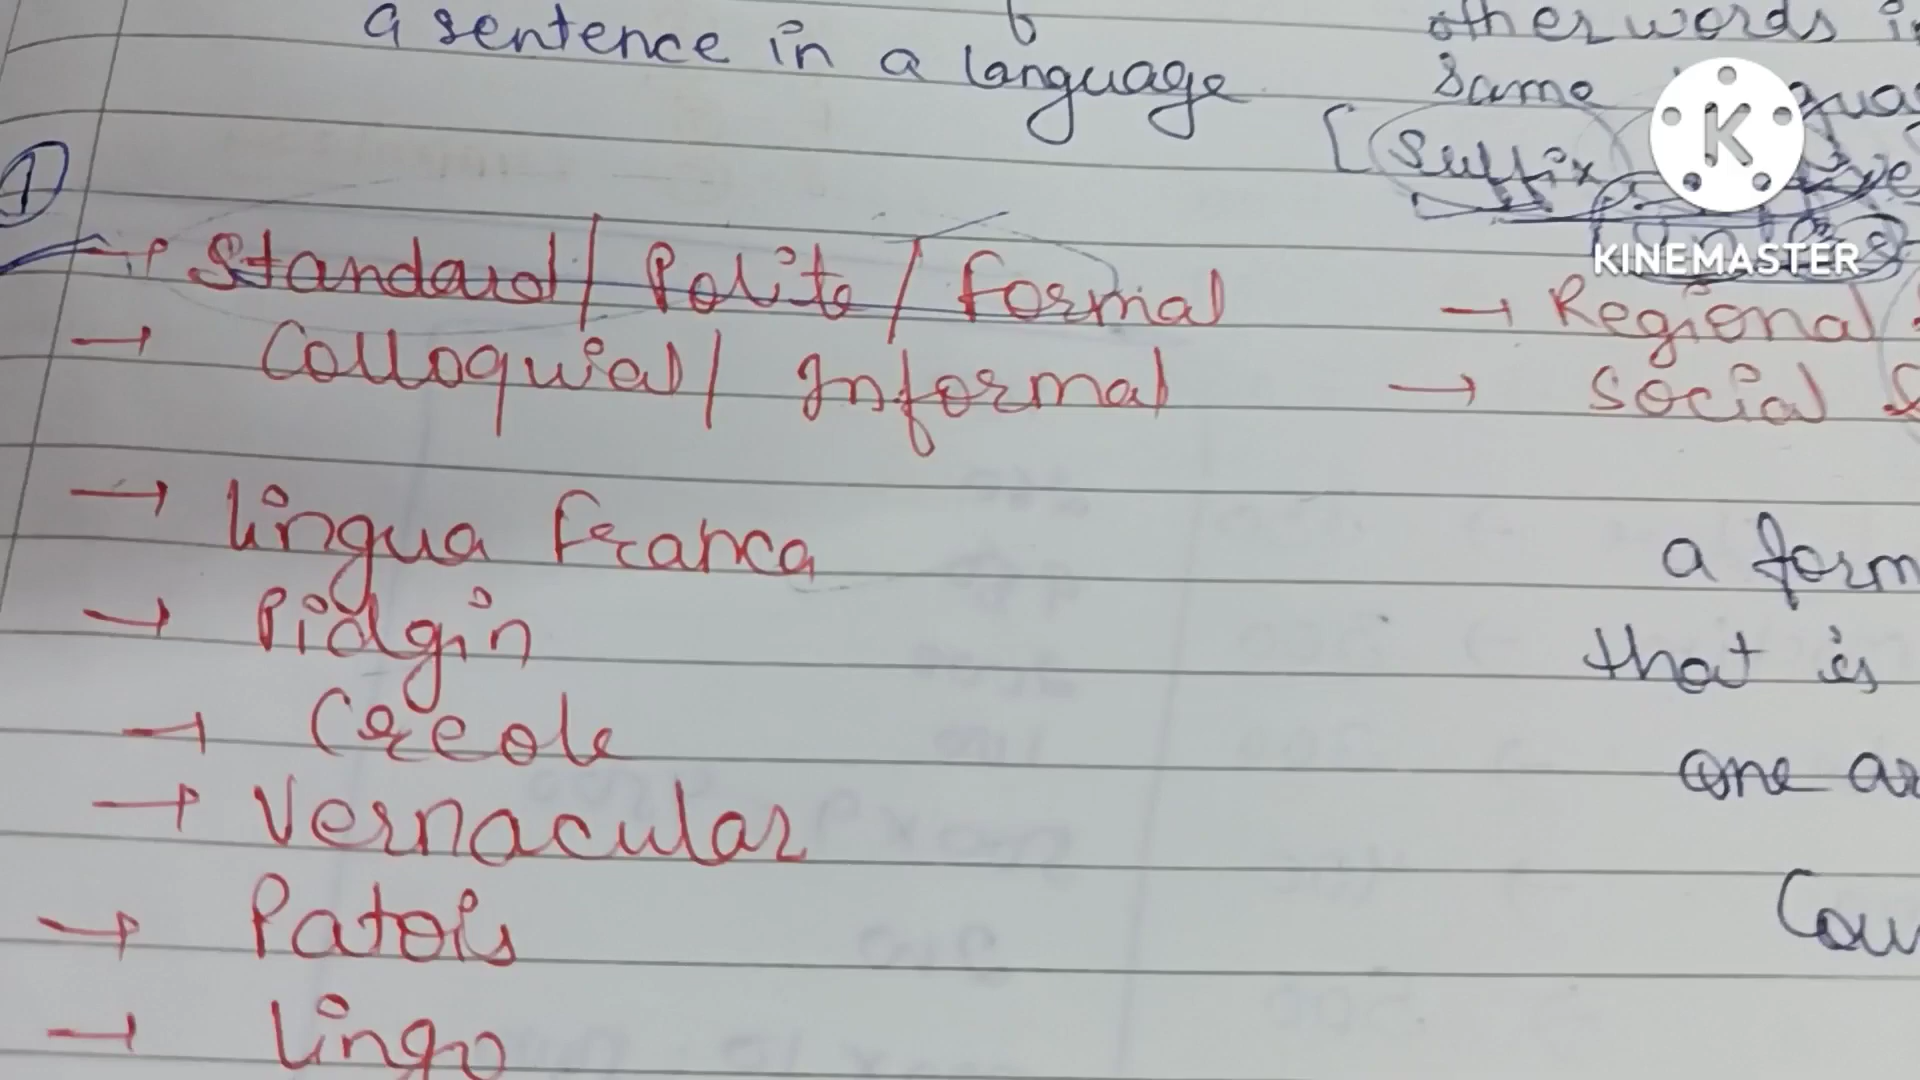 a sentence in a language
other words
same
[ Suffix
KINEMASTER
①
→ Standard / Polite / Formal → Regional
→ Colloquial / Informal → Social
→ Lingua Franca
a form
→ Pidgin
that is
→ Creole
one
→ Vernacular
→ Patois
→ Lingo